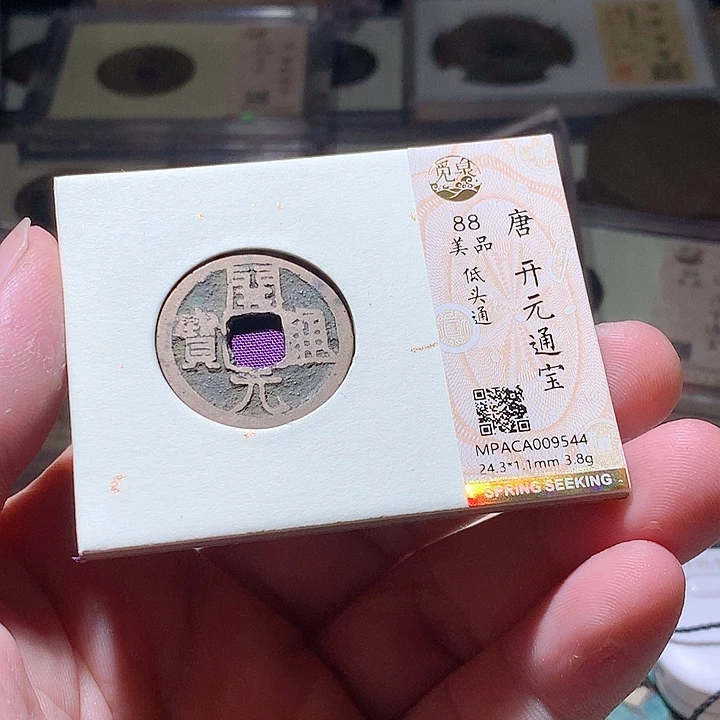 開
通
元
寳
觅泉
88
美品
低头通
唐 开元通宝
MPACA009544
24.3*1.1mm 3.8g
SPRING SEEKING